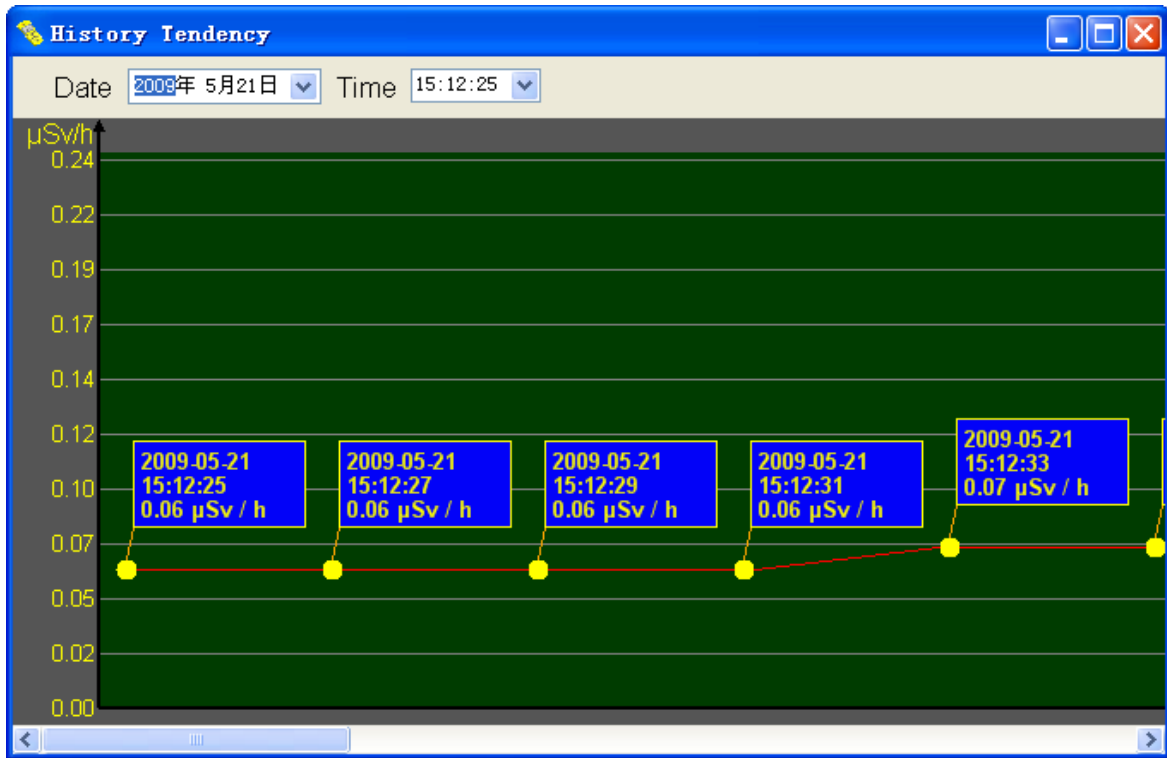 History Tendency
Date 2009年 5月21日 Time 15:12:25
μSv/h
0.24
0.22
0.19
0.17
0.14
0.12
0.10
0.07
0.05
0.02
0.00
2009-05-21
15:12:25
0.06 μSv / h
2009-05-21
15:12:27
0.06 μSv / h
2009-05-21
15:12:29
0.06 μSv / h
2009-05-21
15:12:31
0.06 μSv / h
2009-05-21
15:12:33
0.07 μSv / h